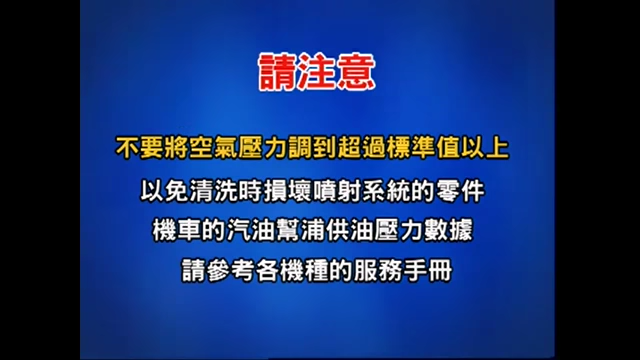 請注意
不要將空氣壓力調到超過標準值以上
以免清洗時損壞噴射系統的零件
機車的汽油幫浦供油壓力數據
請參考各機種的服務手冊